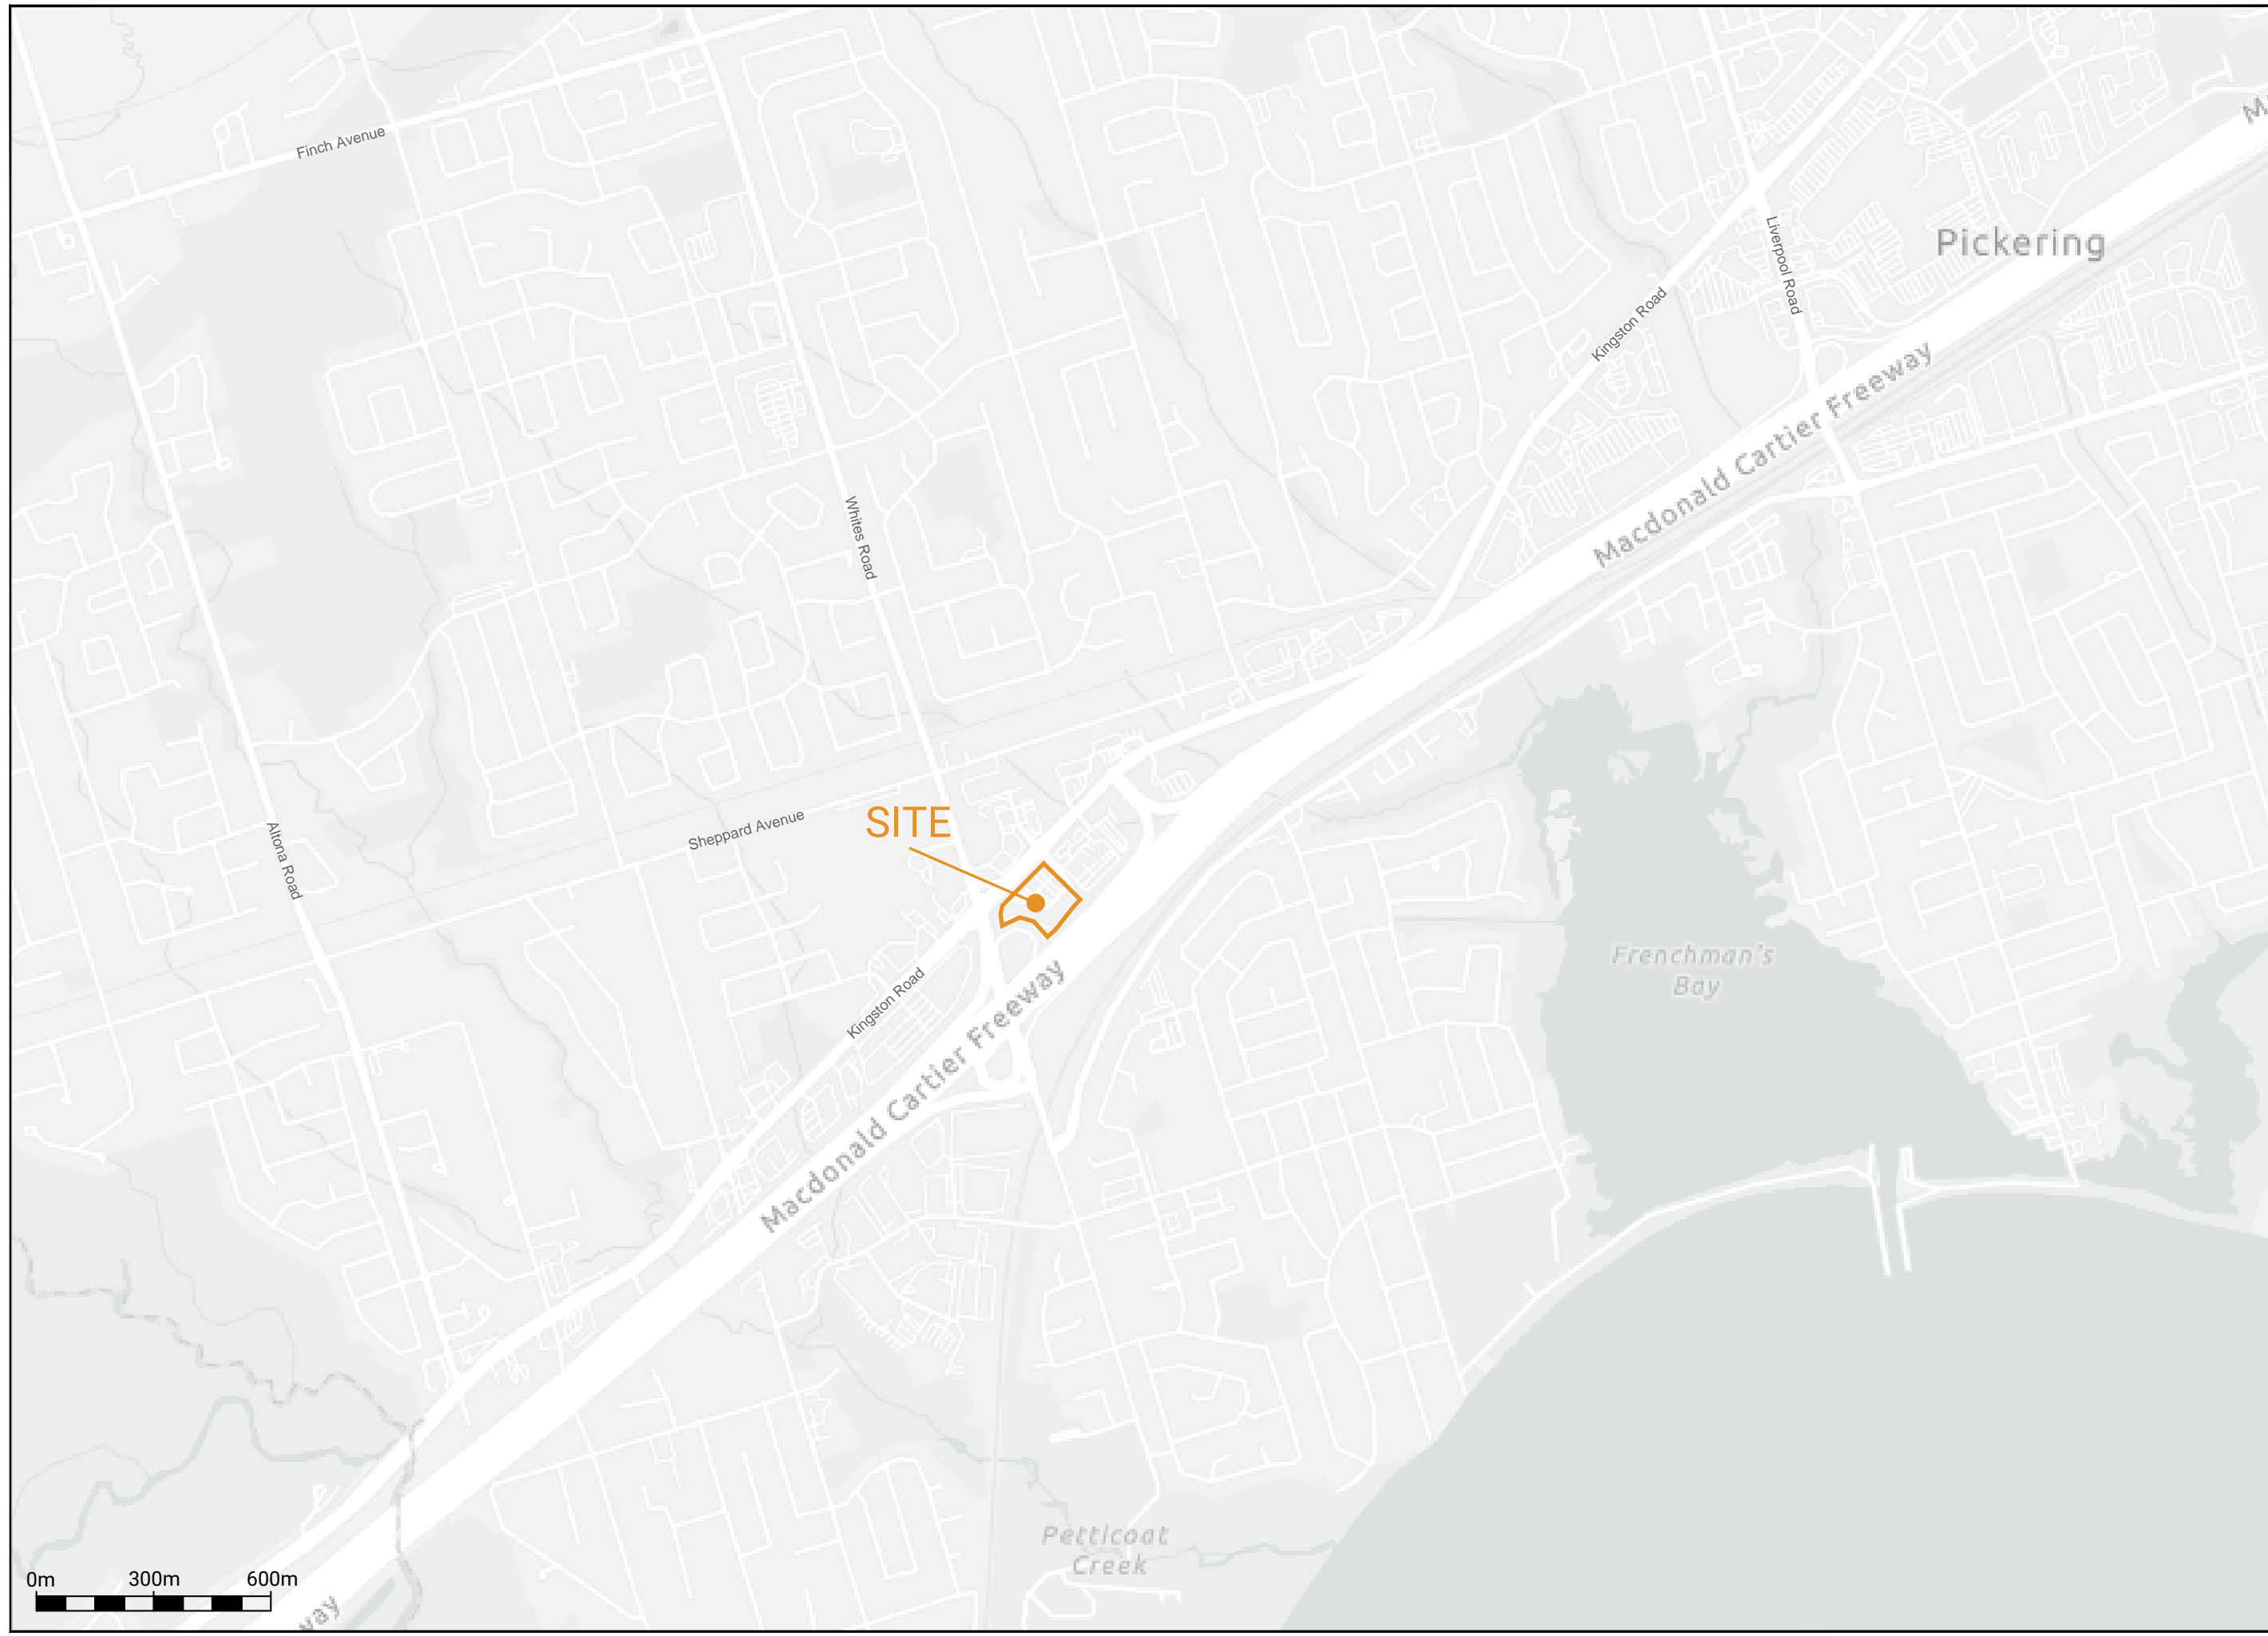 M
Finch Avenue
Liverpool Road
Pickering
Kingston Road
Macdonald Cartier Freeway
Whites Road
SITE
Sheppard Avenue
Altona Road
Frenchman's
Bay
Kingston Road
Macdonald Cartier Freeway
Petticoat
Creek
0m 300m 600m
way